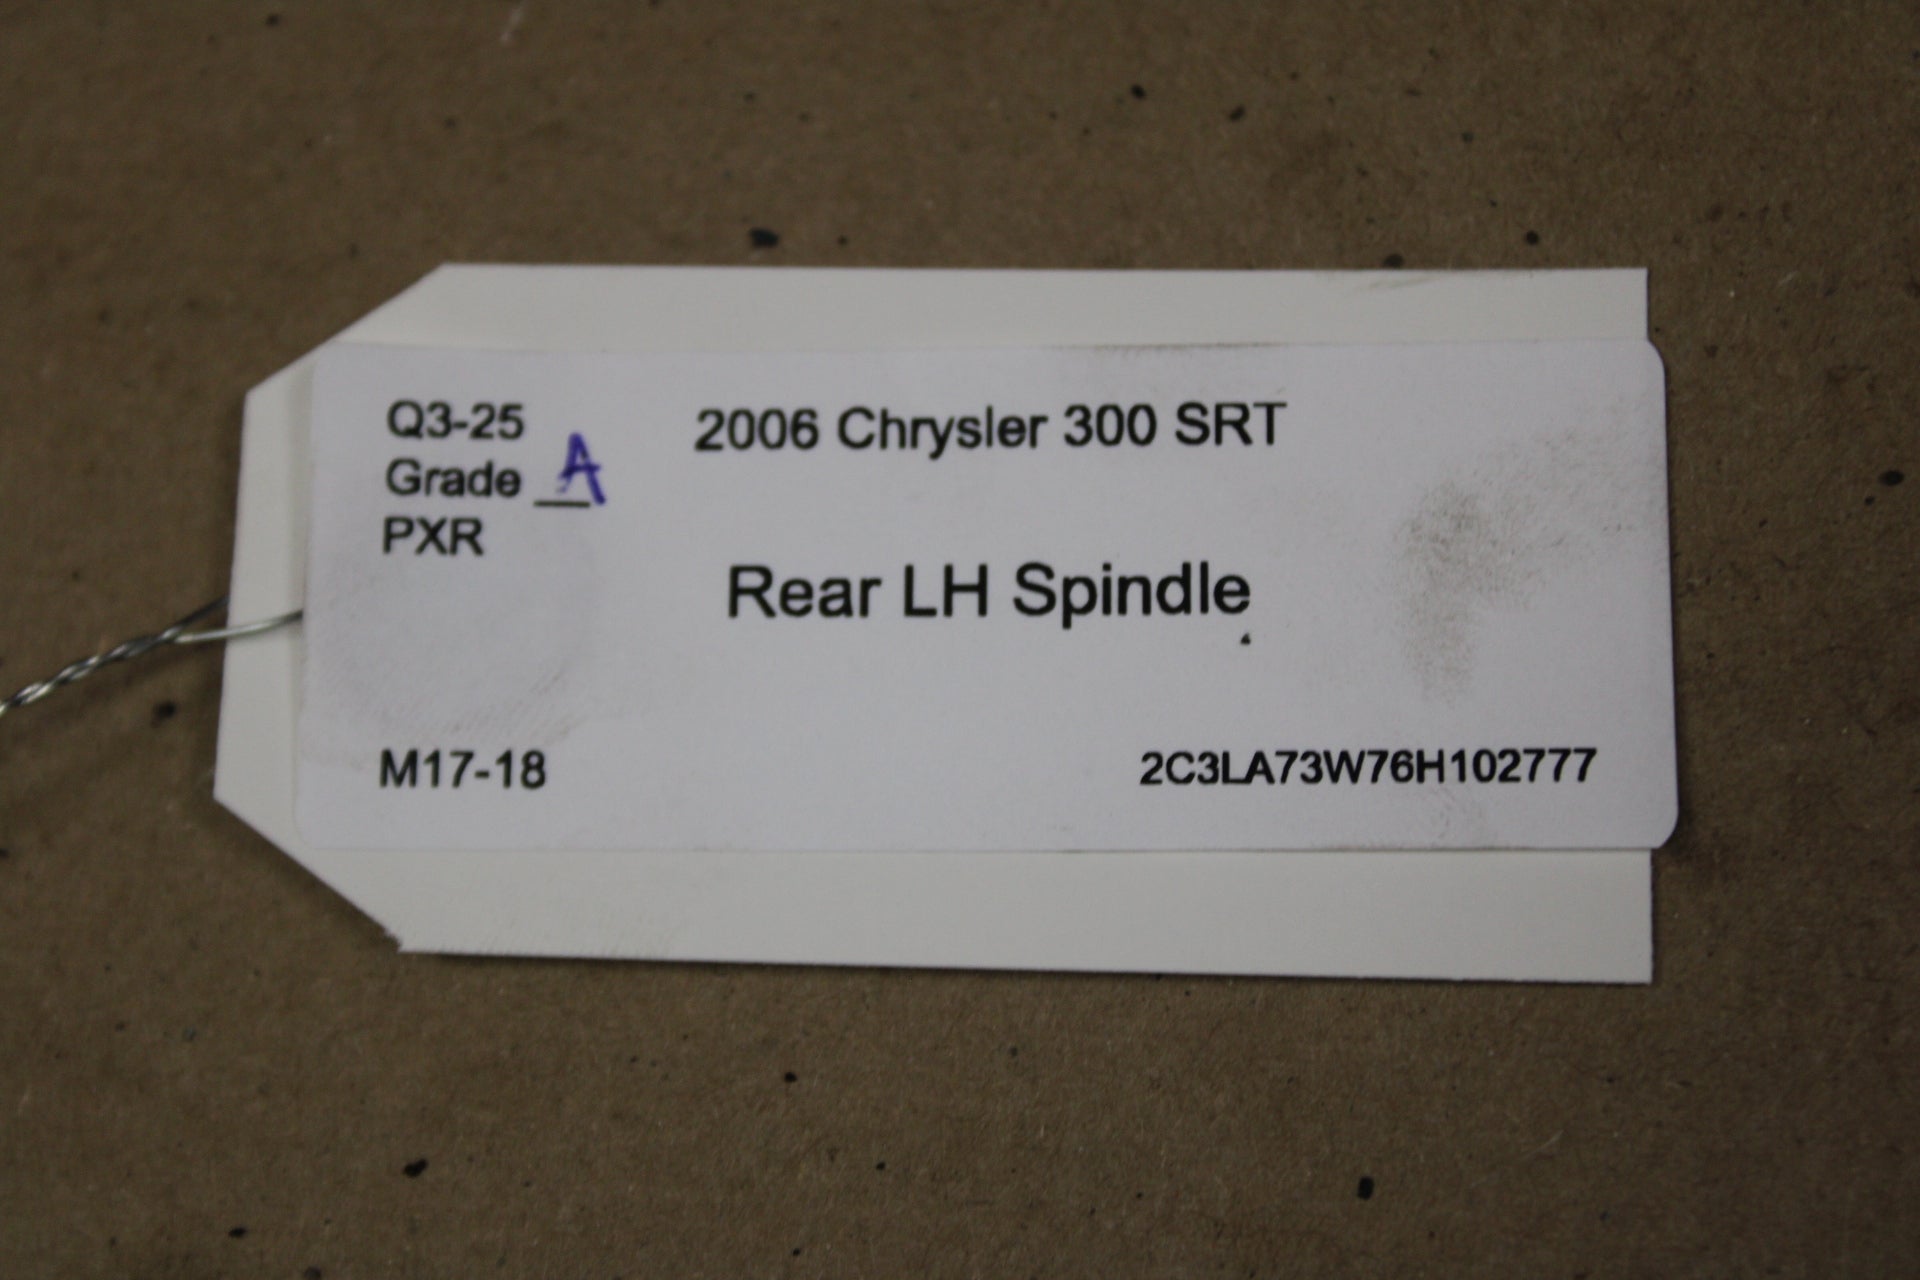 Q3-25
Grade A
PXR
2006 Chrysler 300 SRT
Rear LH Spindle
M17-18
2C3LA73W76H102777